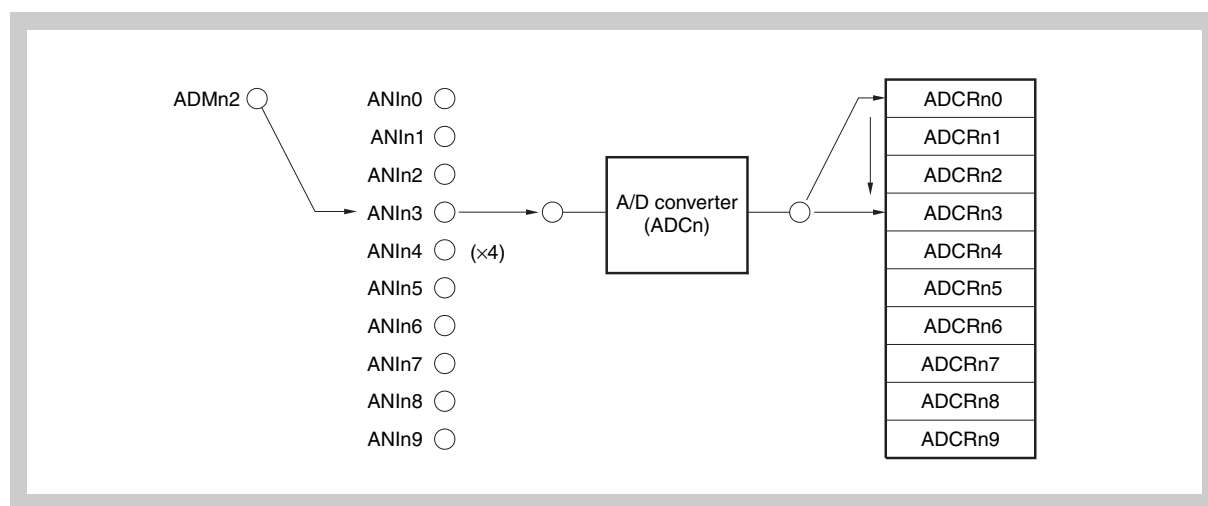 ADMn2
ANIn0
ANIn1
ANIn2
ANIn3
ANIn4 (×4)
ANIn5
ANIn6
ANIn7
ANIn8
ANIn9
A/D converter
(ADCn)
ADCRn0
ADCRn1
ADCRn2
ADCRn3
ADCRn4
ADCRn5
ADCRn6
ADCRn7
ADCRn8
ADCRn9